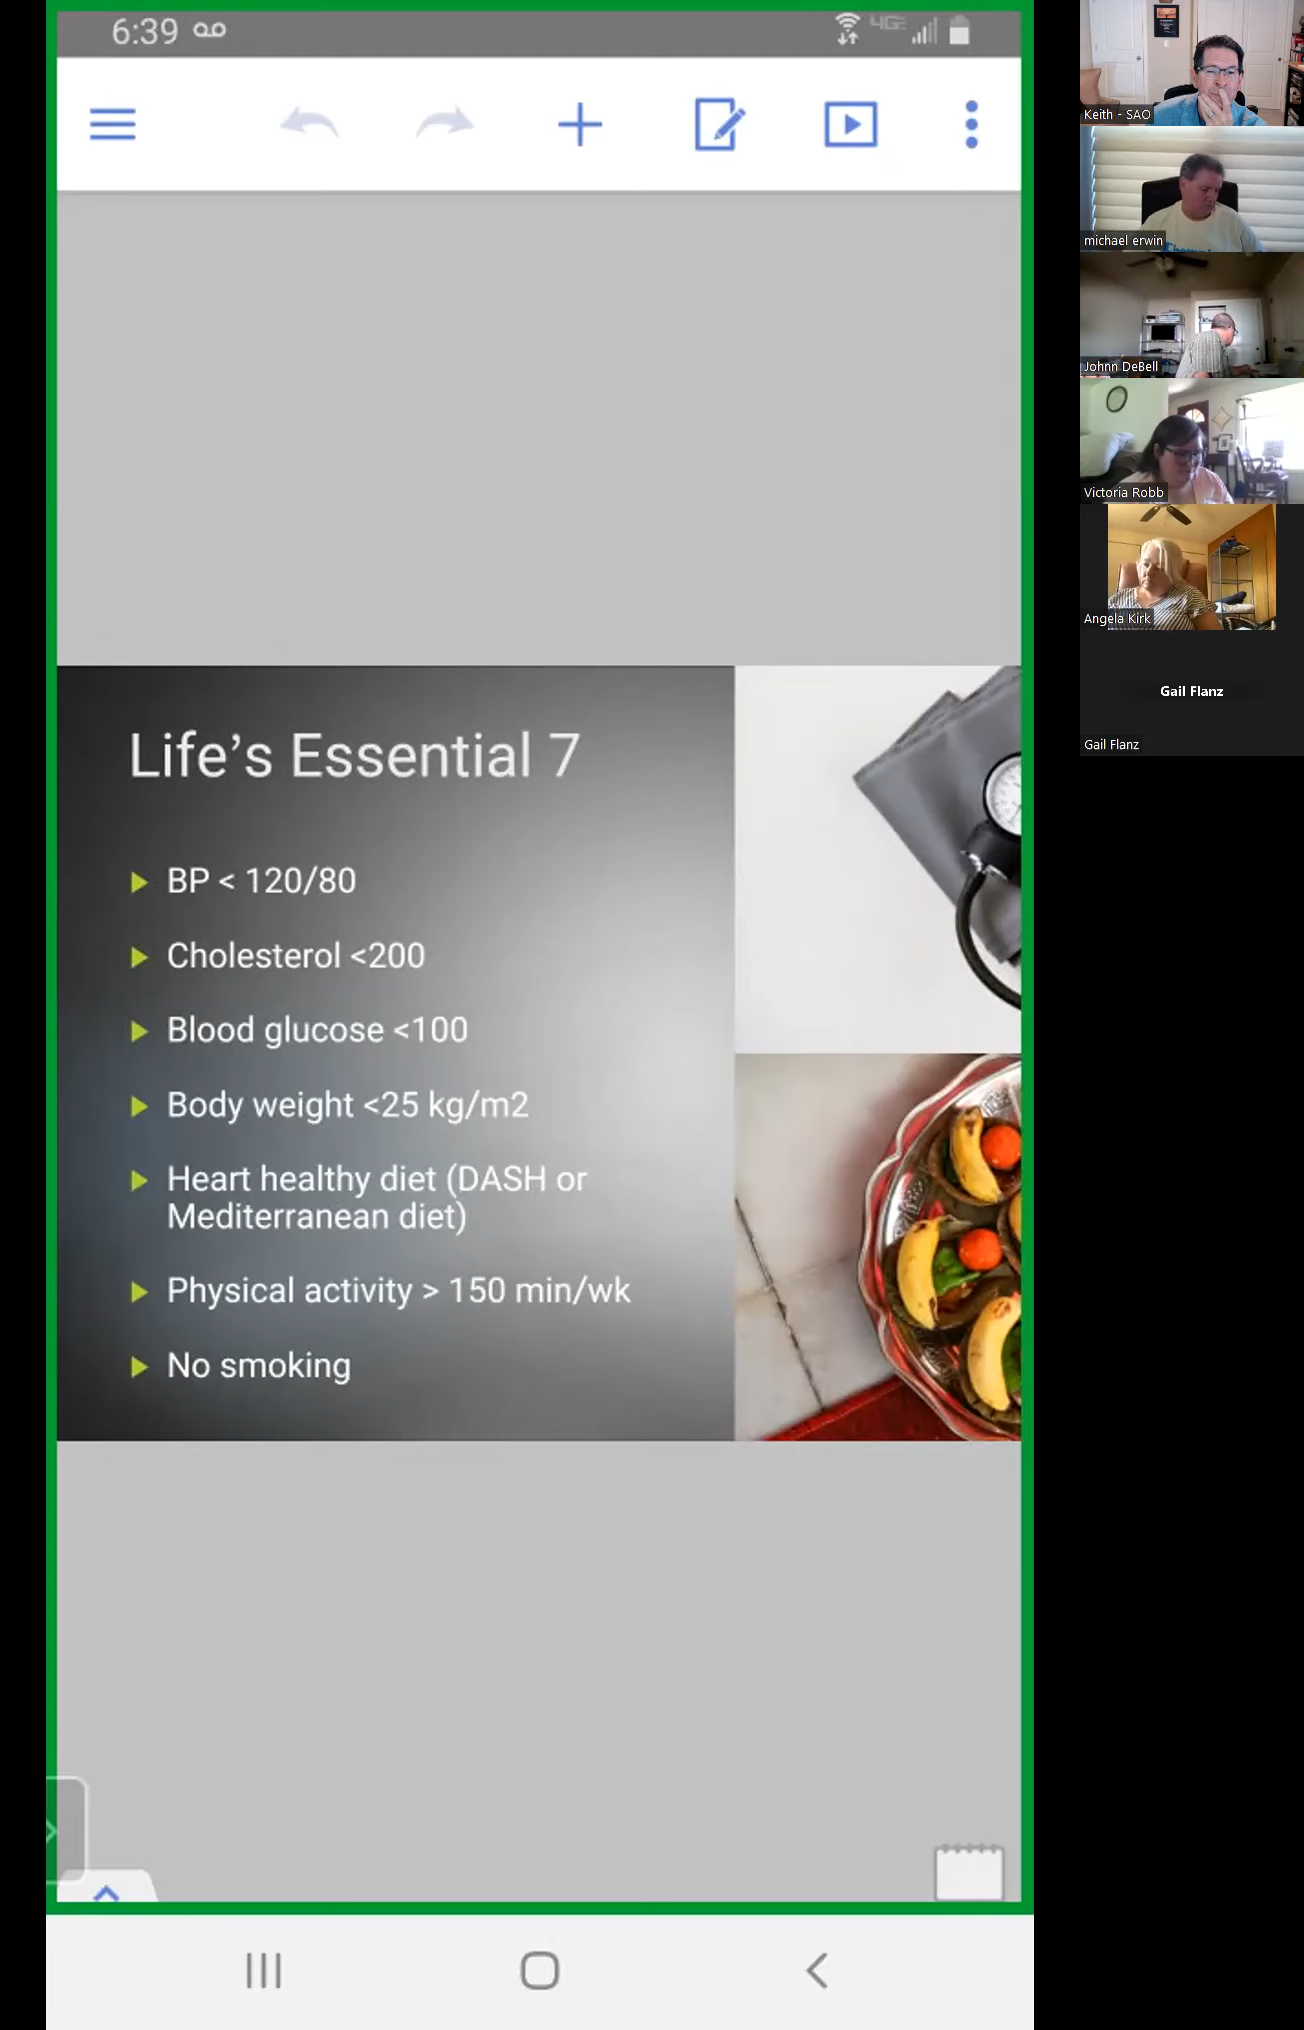 6:39
4GE
Life's Essential 7
BP < 120/80
Cholesterol <200
Blood glucose <100
Body weight <25 kg/m2
Heart healthy diet (DASH or
Mediterranean diet)
Physical activity > 150 min/wk
No smoking
Keith - SAO
michael erwin
Johnn DeBell
Victoria Robb
Angela Kirk
Gail Flanz
Gail Flanz